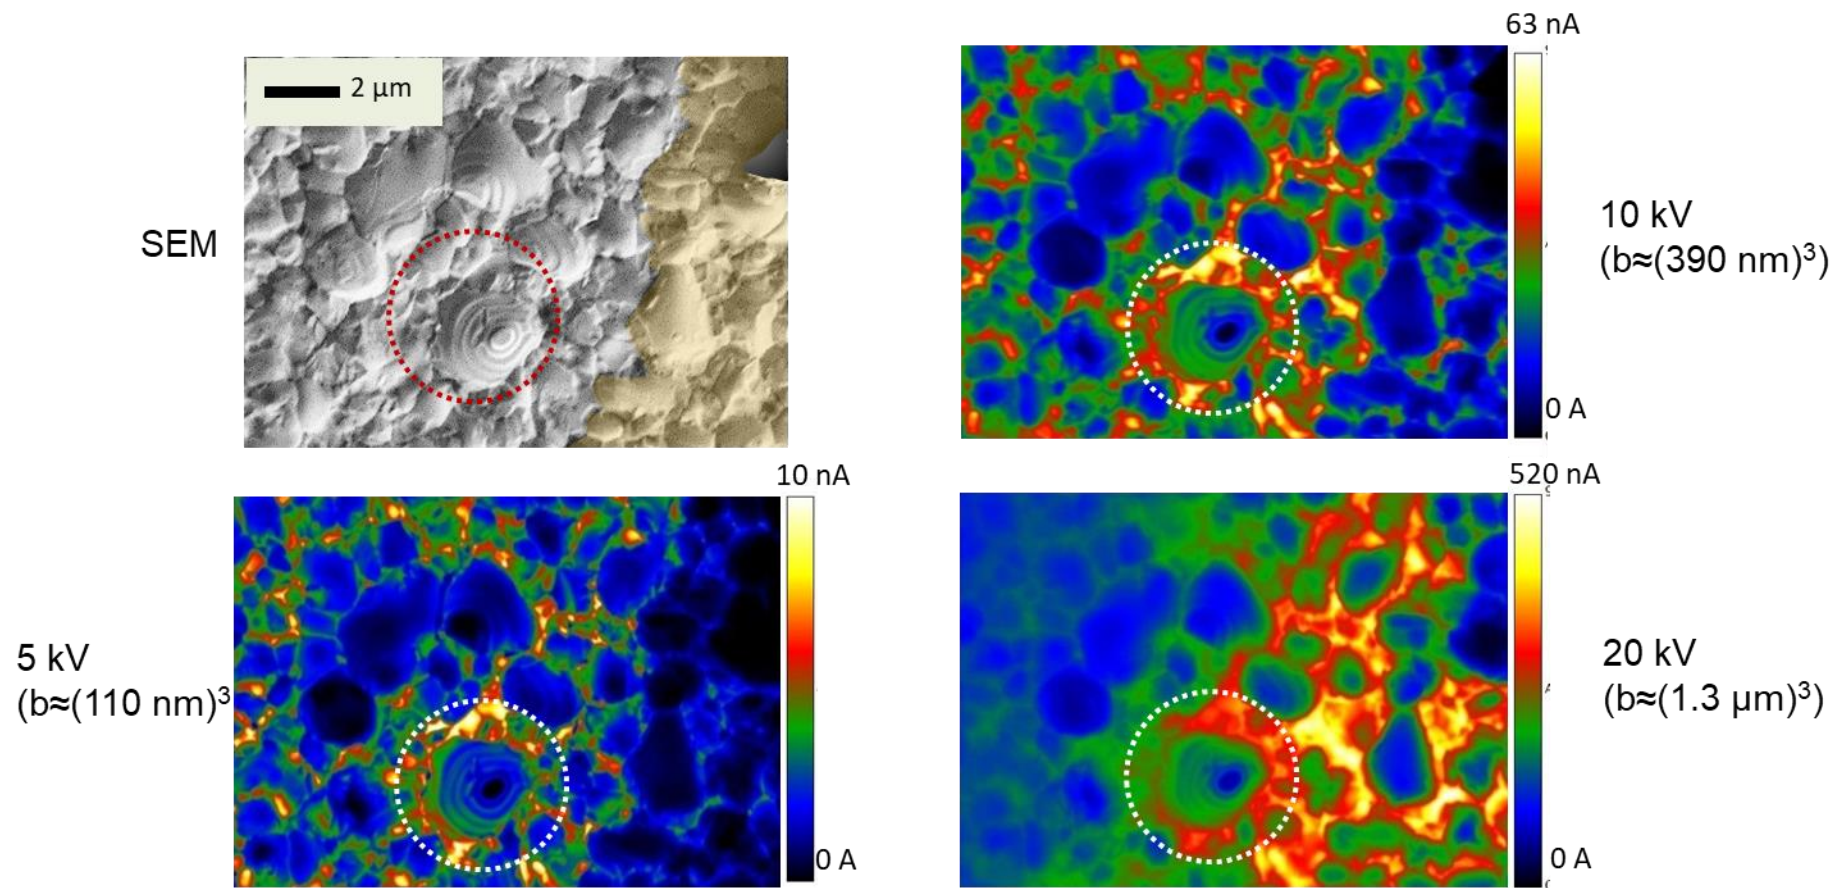 63 nA
2 µm
SEM
10 kV
(b≈(390 nm)³)
0 A
10 nA
520 nA
5 kV
(b≈(110 nm)³
20 kV
(b≈(1.3 µm)³)
0 A
0 A